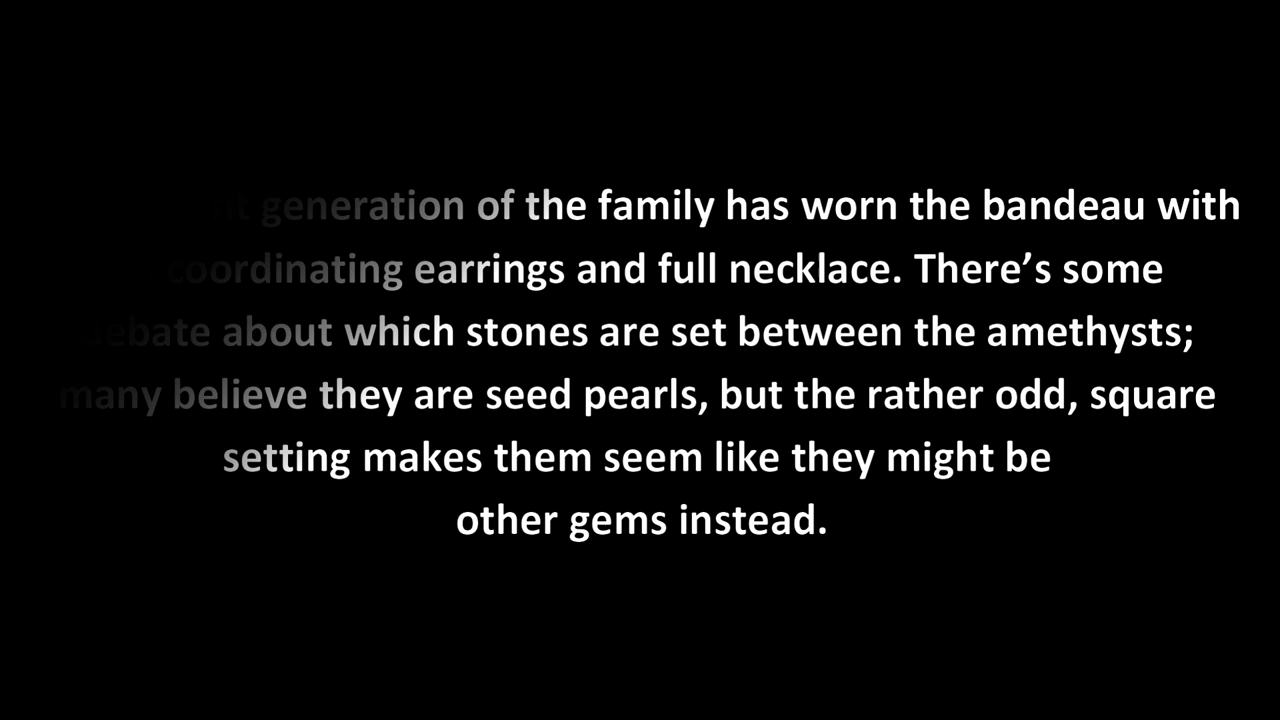 generation of the family has worn the bandeau with
coordinating earrings and full necklace. There’s some
debate about which stones are set between the amethysts;
many believe they are seed pearls, but the rather odd, square
setting makes them seem like they might be
other gems instead.